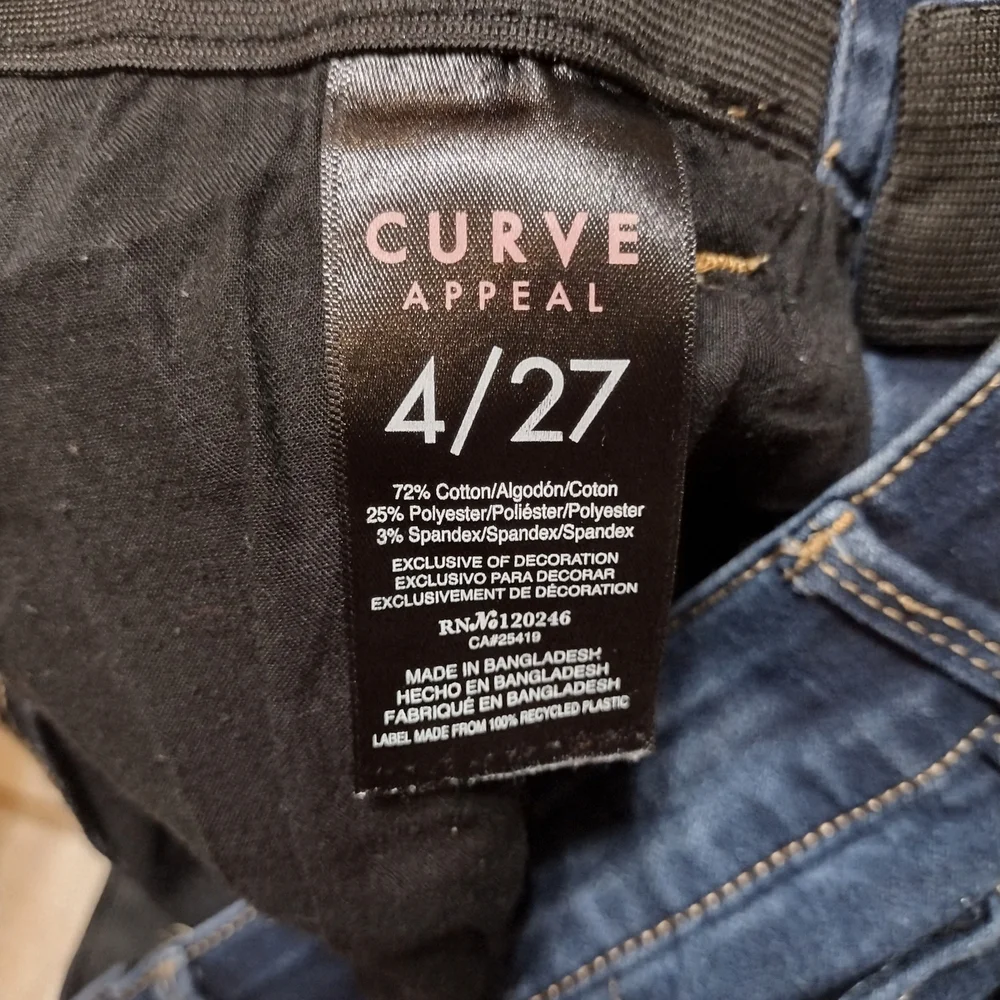 CURVE
APPEAL
4/27
72% Cotton/Algodón/Coton
25% Polyester/Poliéster/Polyester
3% Spandex/Spandex/Spandex
EXCLUSIVE OF DECORATION
EXCLUSIVO PARA DECORAR
EXCLUSIVEMENT DE DÉCORATION
RN№120246
CA#25419
MADE IN BANGLADESH
HECHO EN BANGLADESH
FABRIQUÉ EN BANGLADESH
LABEL MADE FROM 100% RECYCLED PLASTIC